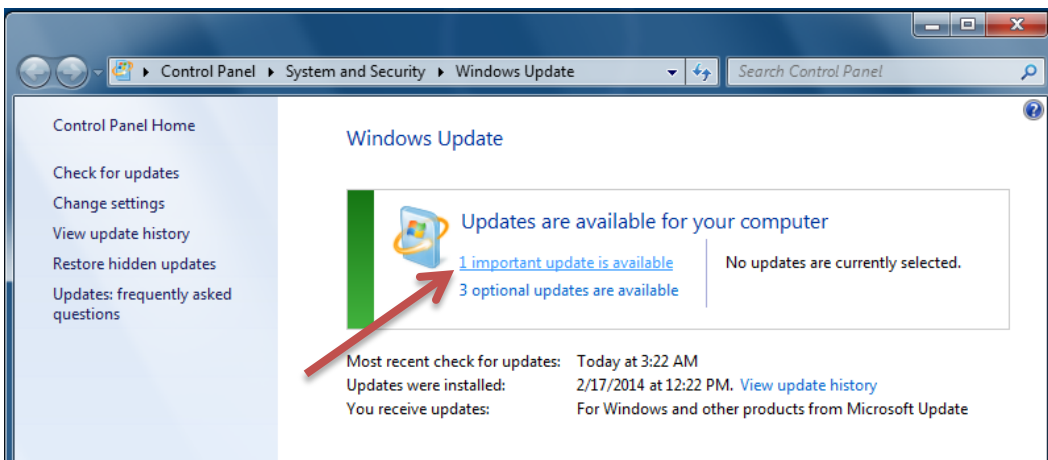 Control Panel ▸ System and Security ▸ Windows Update
Search Control Panel
Control Panel Home
Check for updates
Change settings
View update history
Restore hidden updates
Updates: frequently asked
questions
Windows Update
Updates are available for your computer
1 important update is available
3 optional updates are available
No updates are currently selected.
Most recent check for updates: Today at 3:22 AM
Updates were installed: 2/17/2014 at 12:22 PM. View update history
You receive updates: For Windows and other products from Microsoft Update